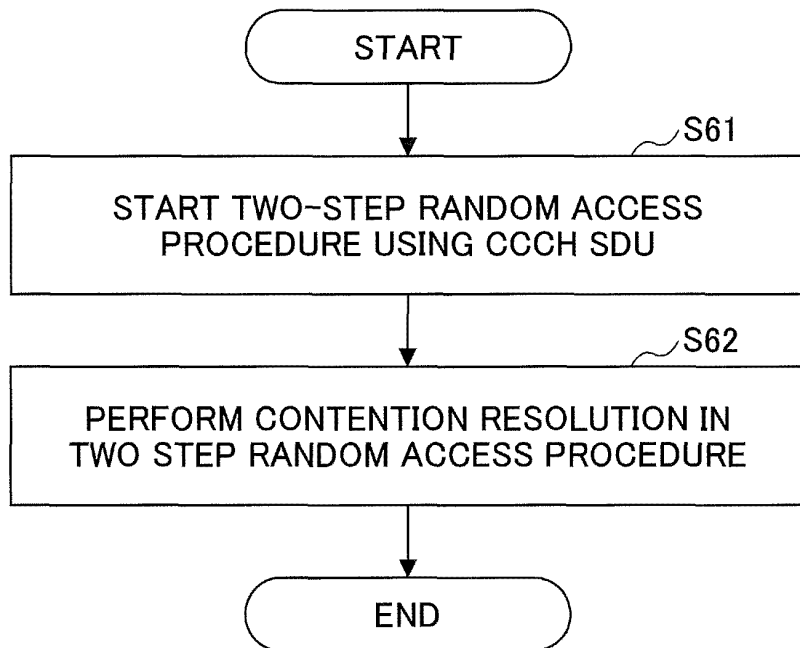 START
S61
START TWO-STEP RANDOM ACCESS
PROCEDURE USING CCCH SDU
S62
PERFORM CONTENTION RESOLUTION IN
TWO STEP RANDOM ACCESS PROCEDURE
END